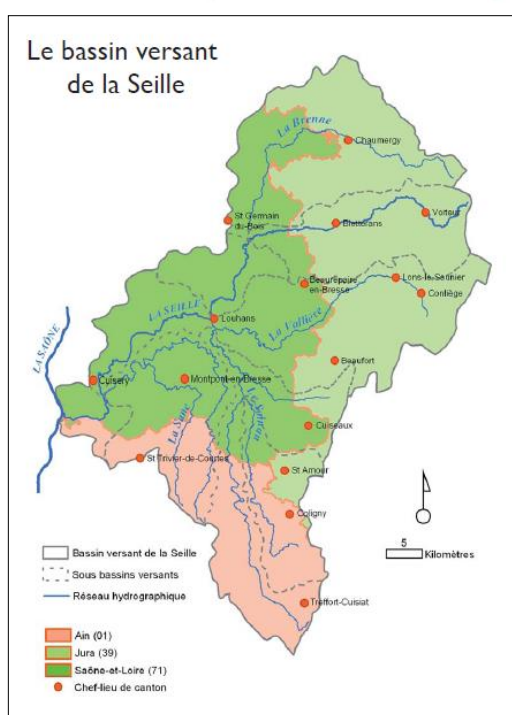 Le bassin versant
de la Seille
La Brenne
Chaumergy
St Germain
du Bois
Bletterans
Voiteur
Beaurepaire
en-Bresse
Lons-le-Saunier
Conliège
LA SEILLE
Louhans
La Vallière
LA SAÔNE
Beaufort
Cuisery
Montpont-en-Bresse
La Sâne
Cuiseaux
St Trivier-de-Courtes
St Amour
Coligny
5
Kilomètres
Bassin versant de la Seille
Sous bassins versants
Réseau hydrographique
Treffort-Cuisiat
Ain (01)
Jura (39)
Saône-et-Loire (71)
Chef-lieu de canton